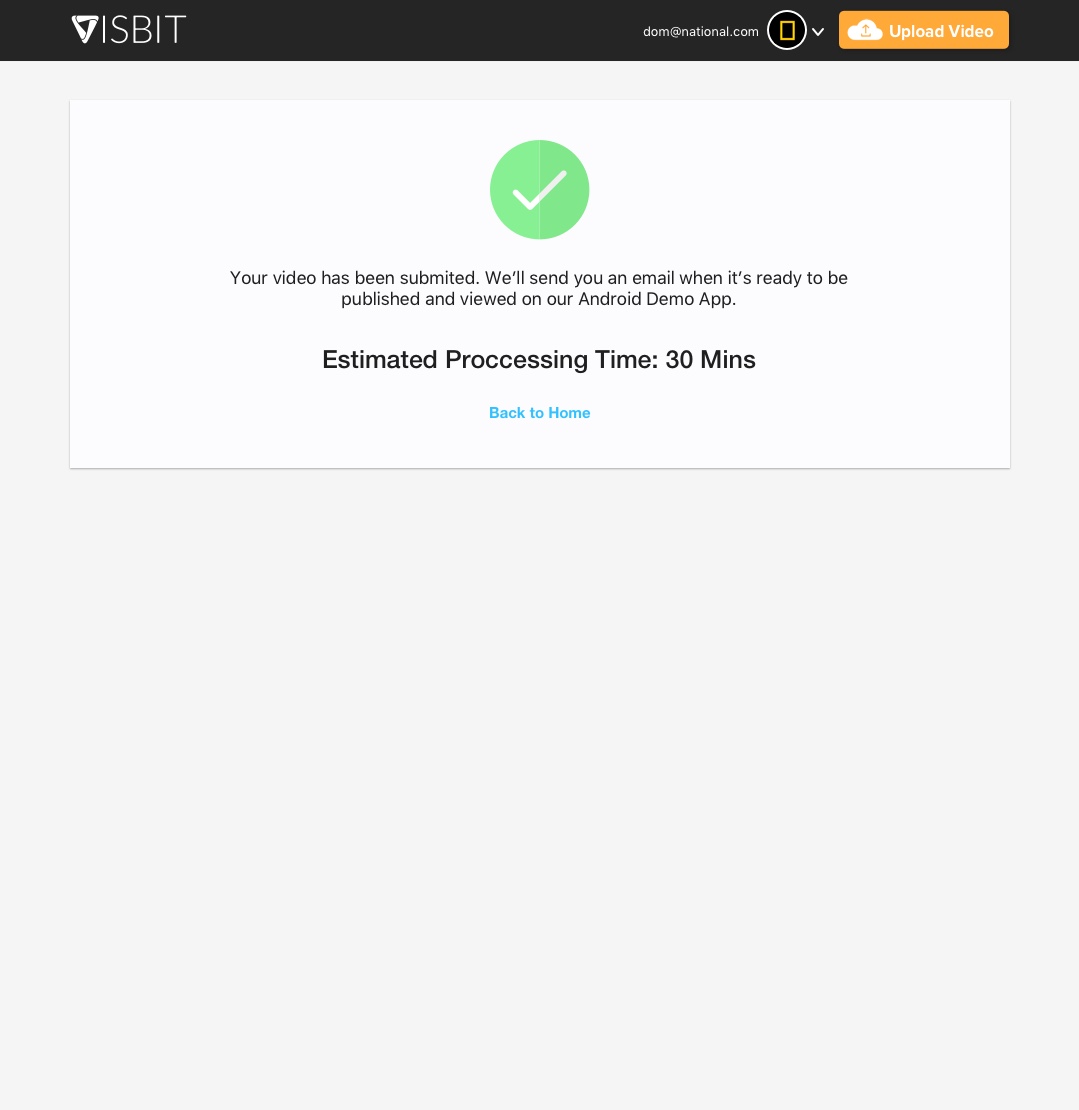 VISBIT
dom@national.com
Upload Video
Your video has been submited. We’ll send you an email when it’s ready to be
published and viewed on our Android Demo App.
Estimated Proccessing Time: 30 Mins
Back to Home